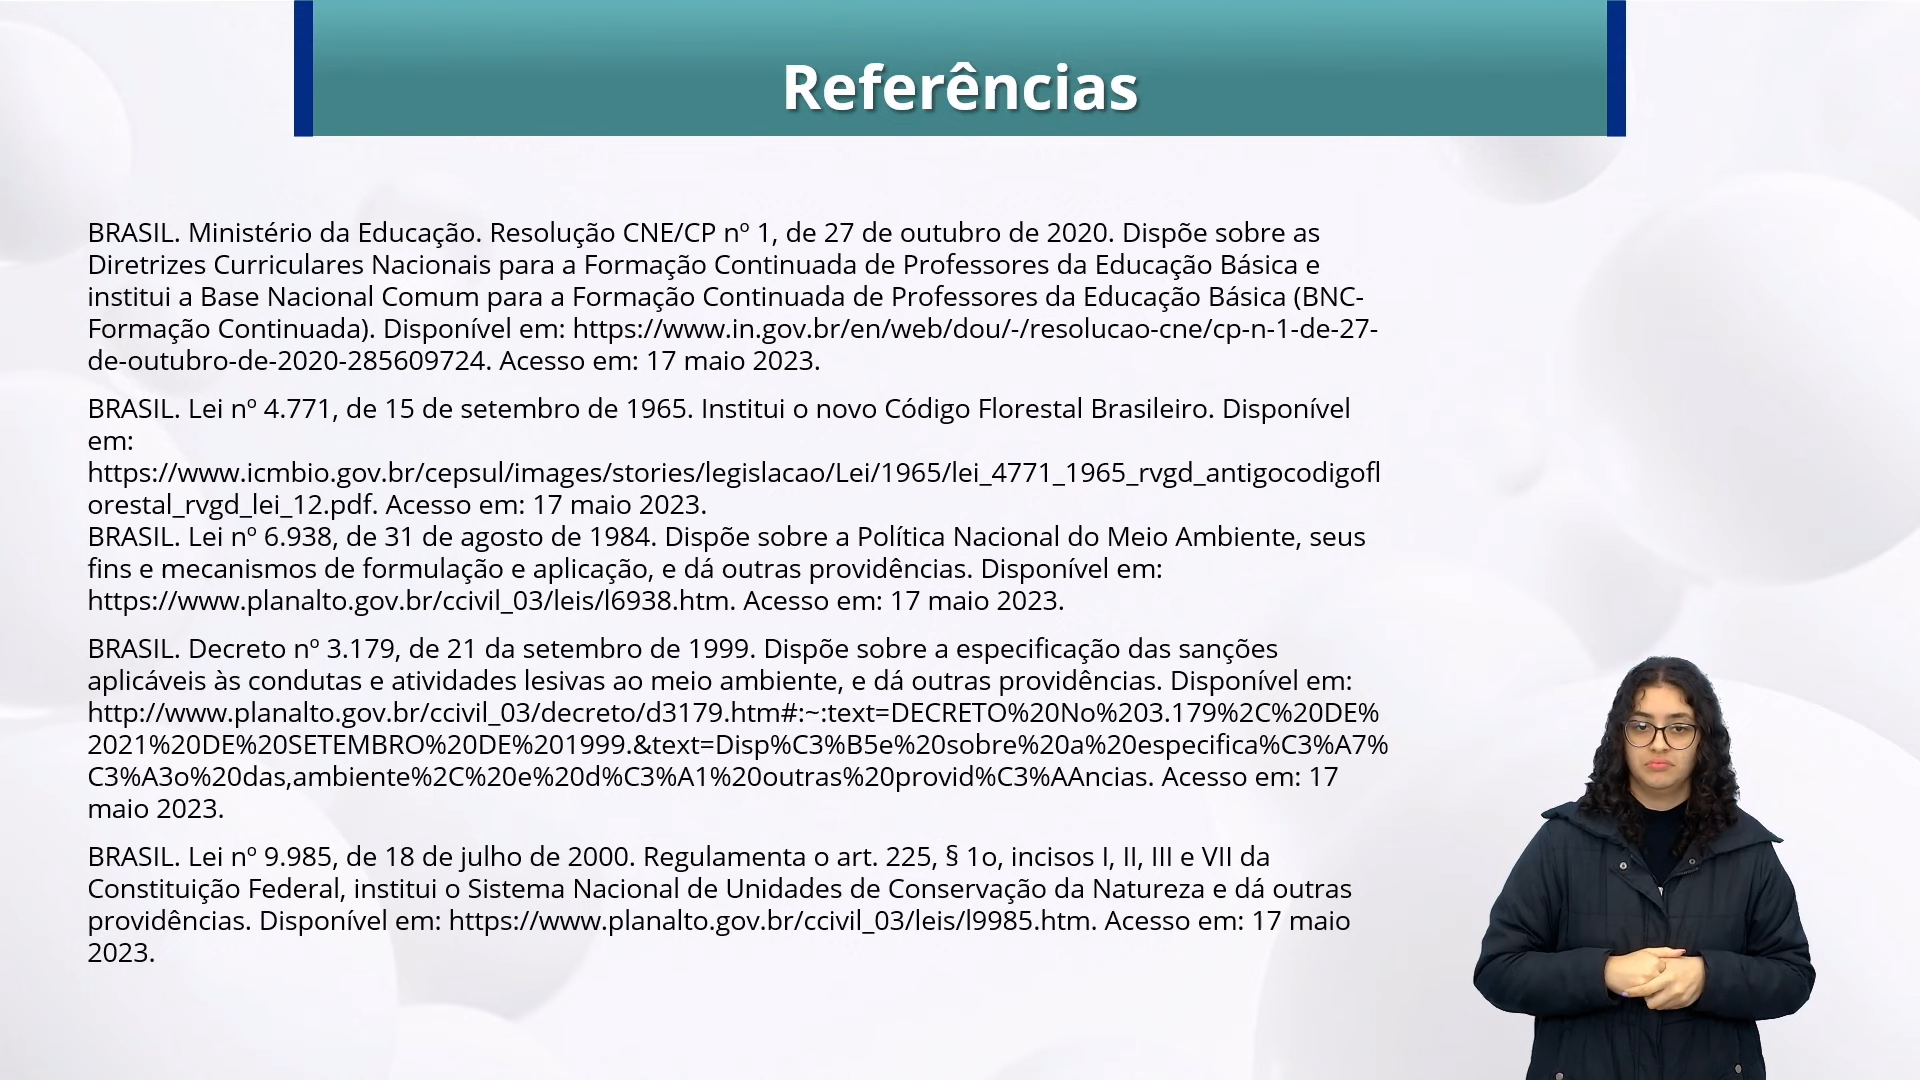 Referências
BRASIL. Ministério da Educação. Resolução CNE/CP nº 1, de 27 de outubro de 2020. Dispõe sobre as
Diretrizes Curriculares Nacionais para a Formação Continuada de Professores da Educação Básica e
institui a Base Nacional Comum para a Formação Continuada de Professores da Educação Básica (BNC-
Formação Continuada). Disponível em: https://www.in.gov.br/en/web/dou/-/resolucao-cne/cp-n-1-de-27-
de-outubro-de-2020-285609724. Acesso em: 17 maio 2023.
BRASIL. Lei nº 4.771, de 15 de setembro de 1965. Institui o novo Código Florestal Brasileiro. Disponível
em:
https://www.icmbio.gov.br/cepsul/images/stories/legislacao/Lei/1965/lei_4771_1965_rvgd_antigocodigofl
orestal_rvgd_lei_12.pdf. Acesso em: 17 maio 2023.
BRASIL. Lei nº 6.938, de 31 de agosto de 1984. Dispõe sobre a Política Nacional do Meio Ambiente, seus
fins e mecanismos de formulação e aplicação, e dá outras providências. Disponível em:
https://www.planalto.gov.br/ccivil_03/leis/l6938.htm. Acesso em: 17 maio 2023.
BRASIL. Decreto nº 3.179, de 21 da setembro de 1999. Dispõe sobre a especificação das sanções
aplicáveis às condutas e atividades lesivas ao meio ambiente, e dá outras providências. Disponível em:
http://www.planalto.gov.br/ccivil_03/decreto/d3179.htm#:~:text=DECRETO%20No%203.179%2C%20DE%
2021%20DE%20SETEMBRO%20DE%201999.&text=Disp%C3%B5e%20sobre%20a%20especifica%C3%A7%
C3%A3o%20das,ambiente%2C%20e%20d%C3%A1%20outras%20provid%C3%AAncias. Acesso em: 17
maio 2023.
BRASIL. Lei nº 9.985, de 18 de julho de 2000. Regulamenta o art. 225, § 1o, incisos I, II, III e VII da
Constituição Federal, institui o Sistema Nacional de Unidades de Conservação da Natureza e dá outras
providências. Disponível em: https://www.planalto.gov.br/ccivil_03/leis/l9985.htm. Acesso em: 17 maio
2023.